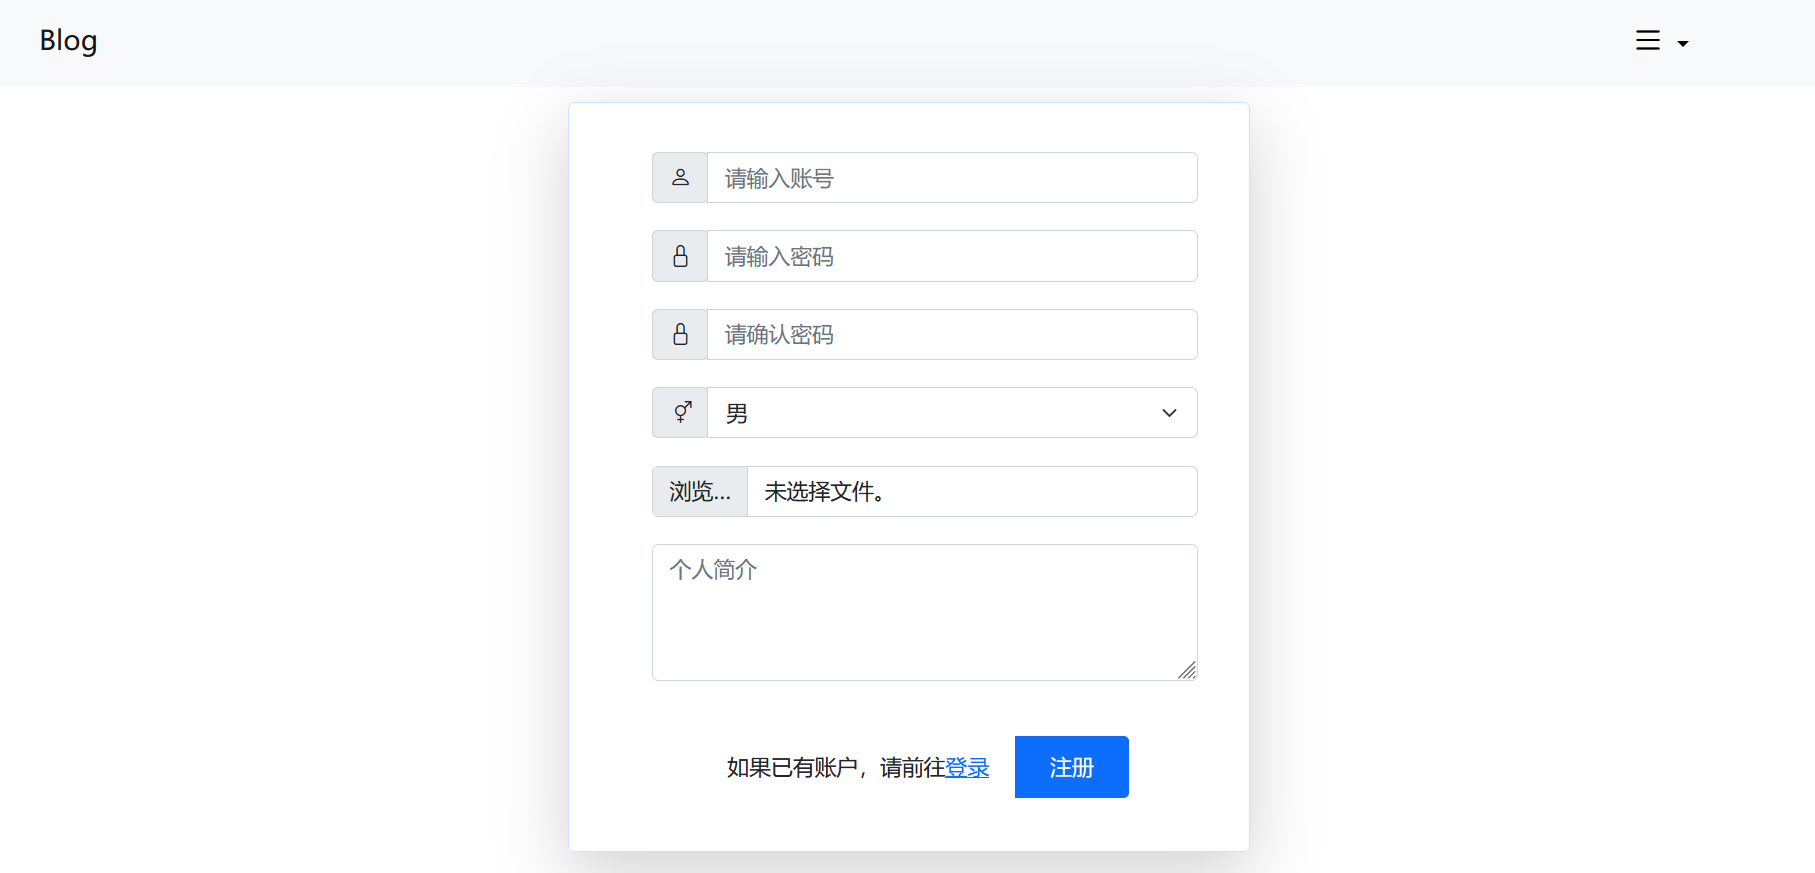 Blog
请输入账号
请输入密码
请确认密码
男
浏览... 未选择文件。
个人简介
如果已有账户，请前往登录 注册